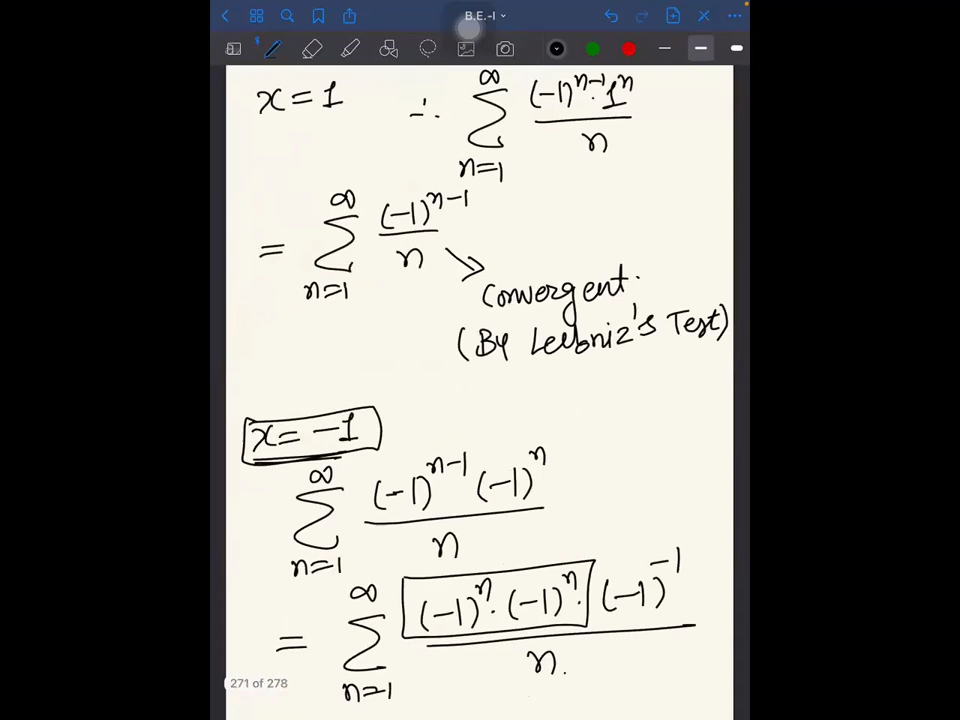 B.E.-I
x = 1 ∴ ∑_{n=1}^{∞} (-1)^{n-1}·1^n / n
= ∑_{n=1}^{∞} (-1)^{n-1} / n
Convergent.
(By Leibniz's Test)
x = -1
∑_{n=1}^{∞} (-1)^{n-1} (-1)^n / n
= ∑_{n=1}^{∞} (-1)^n · (-1)^n · (-1)^{-1} / n.
271 of 278